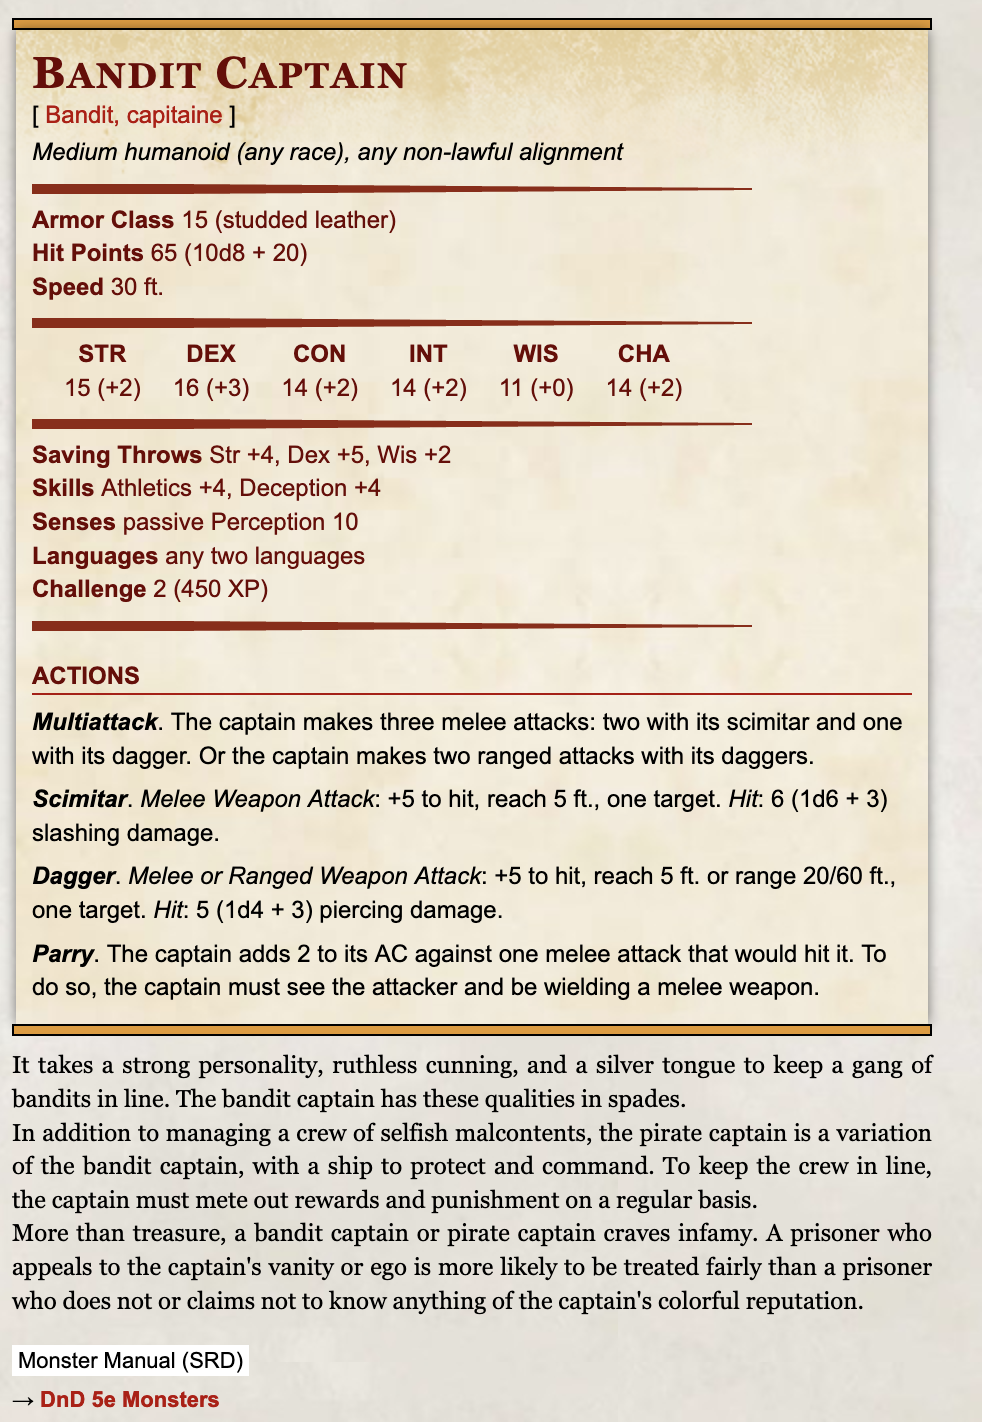 Bandit Captain
[ Bandit, capitaine ]
Medium humanoid (any race), any non-lawful alignment
Armor Class 15 (studded leather)
Hit Points 65 (10d8 + 20)
Speed 30 ft.
STR DEX CON INT WIS CHA
15 (+2) 16 (+3) 14 (+2) 14 (+2) 11 (+0) 14 (+2)
Saving Throws Str +4, Dex +5, Wis +2
Skills Athletics +4, Deception +4
Senses passive Perception 10
Languages any two languages
Challenge 2 (450 XP)
ACTIONS
Multiattack. The captain makes three melee attacks: two with its scimitar and one
with its dagger. Or the captain makes two ranged attacks with its daggers.
Scimitar. Melee Weapon Attack: +5 to hit, reach 5 ft., one target. Hit: 6 (1d6 + 3)
slashing damage.
Dagger. Melee or Ranged Weapon Attack: +5 to hit, reach 5 ft. or range 20/60 ft.,
one target. Hit: 5 (1d4 + 3) piercing damage.
Parry. The captain adds 2 to its AC against one melee attack that would hit it. To
do so, the captain must see the attacker and be wielding a melee weapon.
It takes a strong personality, ruthless cunning, and a silver tongue to keep a gang of
bandits in line. The bandit captain has these qualities in spades.
In addition to managing a crew of selfish malcontents, the pirate captain is a variation
of the bandit captain, with a ship to protect and command. To keep the crew in line,
the captain must mete out rewards and punishment on a regular basis.
More than treasure, a bandit captain or pirate captain craves infamy. A prisoner who
appeals to the captain's vanity or ego is more likely to be treated fairly than a prisoner
who does not or claims not to know anything of the captain's colorful reputation.
Monster Manual (SRD)
→ DnD 5e Monsters